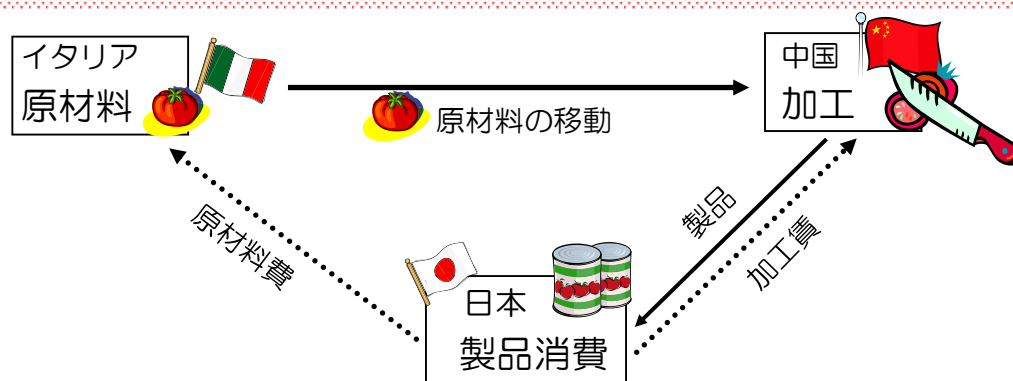 イタリア
原材料
中国
加工
原材料の移動
製品
加工賃
原材料費
日本
製品消費